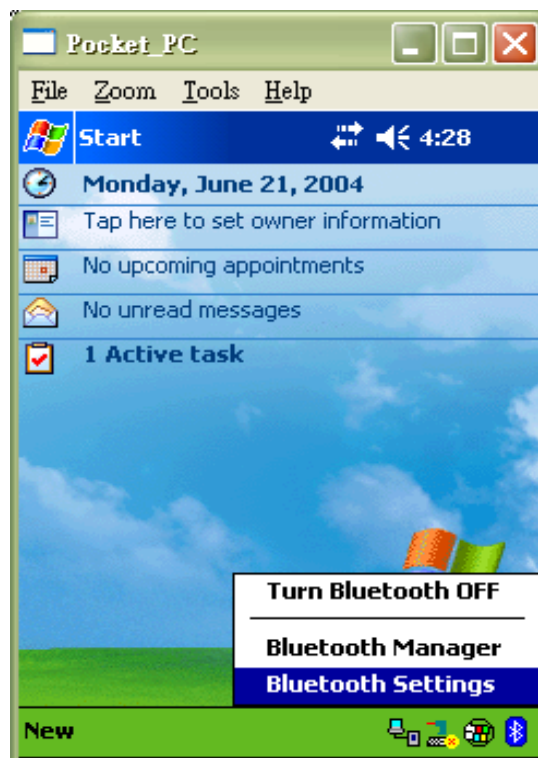 Pocket_PC
File Zoom Tools Help
Start 4:28
Monday, June 21, 2004
Tap here to set owner information
No upcoming appointments
No unread messages
1 Active task
Turn Bluetooth OFF
Bluetooth Manager
Bluetooth Settings
New